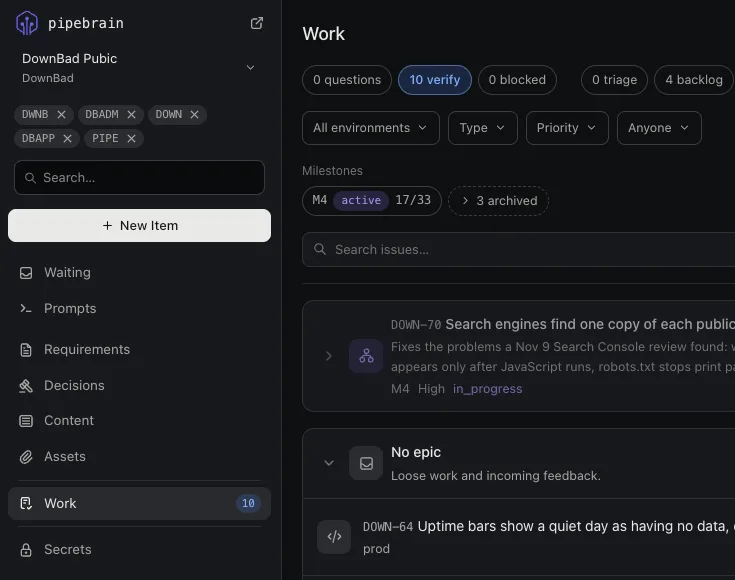 pipebrain
DownBad Pubic
DownBad
DWNB
DBADM
DOWN
DBAPP
PIPE
Search...
+ New Item
Waiting
Prompts
Requirements
Decisions
Content
Assets
Work 10
Secrets
Work
0 questions
10 verify
0 blocked
0 triage
4 backlog
All environments
Type
Priority
Anyone
Milestones
M4 active 17/33
3 archived
Search issues...
DOWN-70 Search engines find one copy of each public
Fixes the problems a Nov 9 Search Console review found:
appears only after JavaScript runs, robots.txt stops print
M4 High in_progress
No epic
Loose work and incoming feedback.
DOWN-64 Uptime bars show a quiet day as having no data,
prod